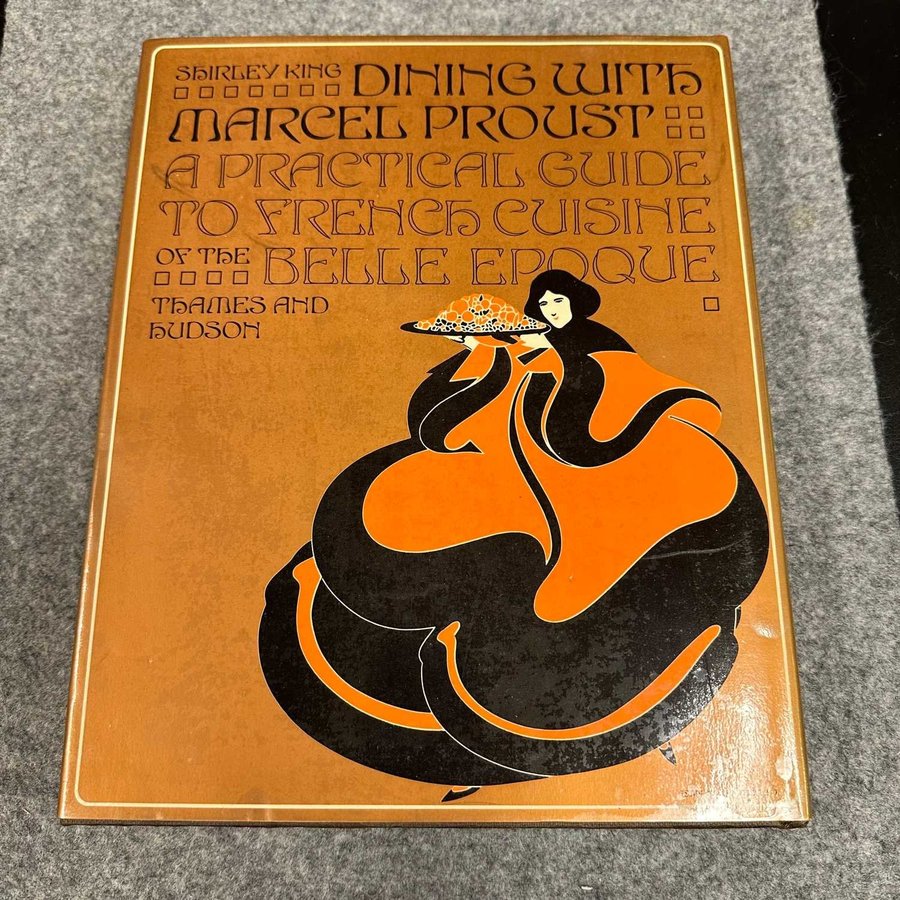 SHIRLEY KING DINING WITH
MARCEL PROUST
A PRACTICAL GUIDE
TO FRENCH CUISINE
OF THE BELLE EPOQUE
THAMES AND
HUDSON